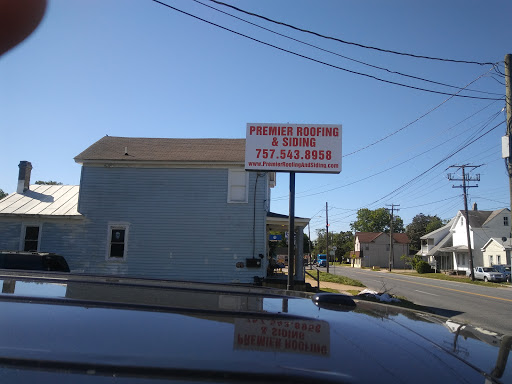 PREMIER ROOFING
& SIDING
757.543.8958
www.PremierRoofingAndSiding.com